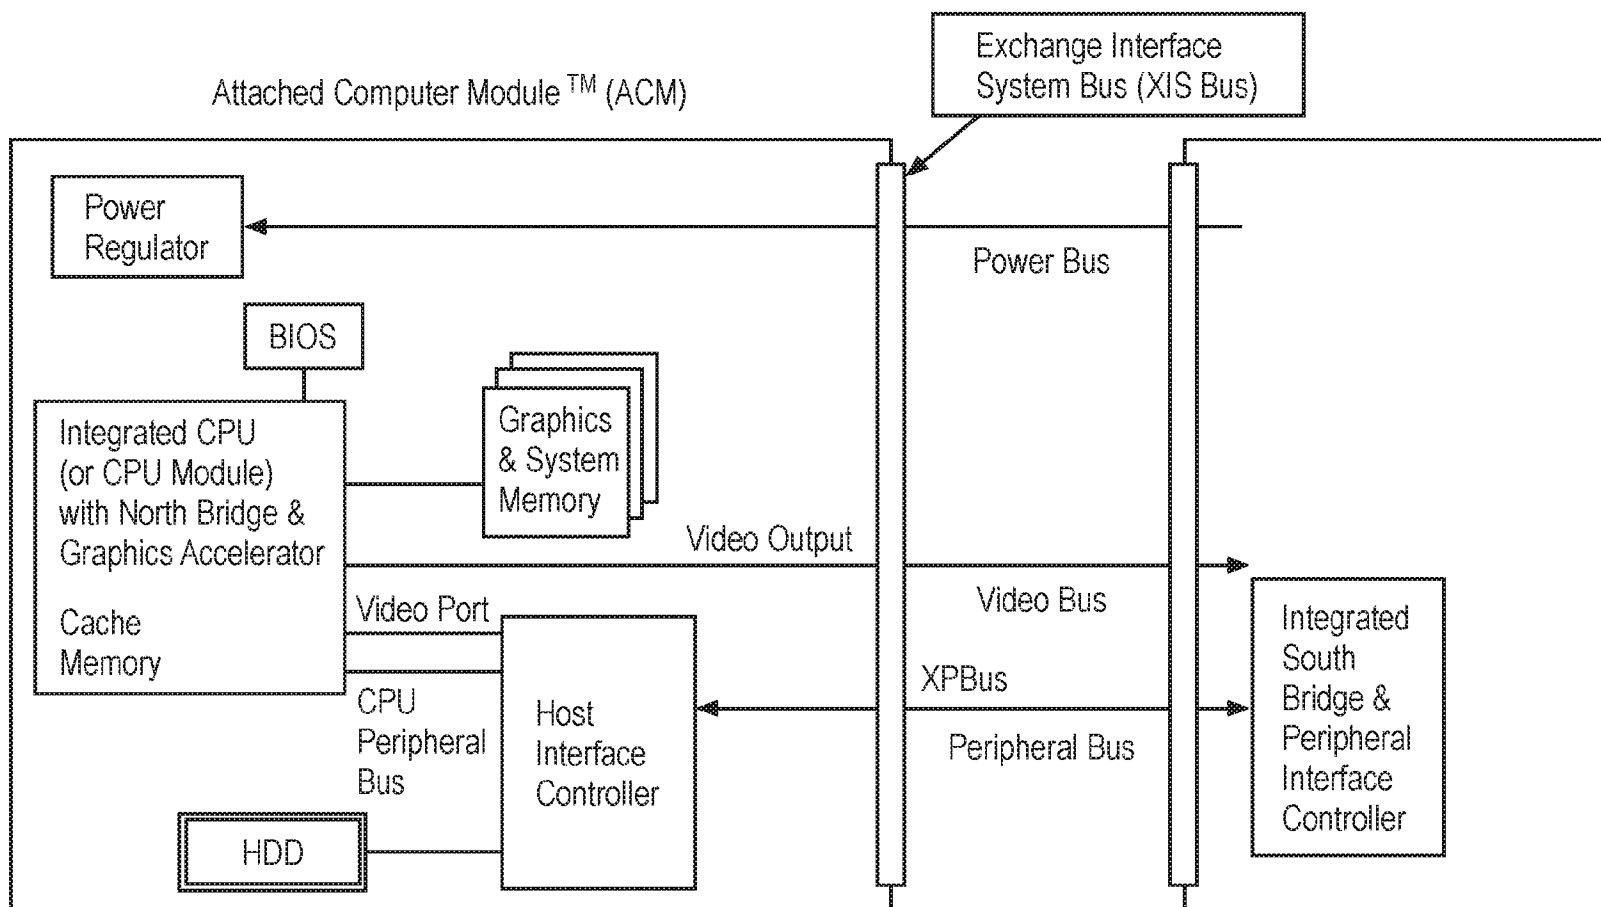 Exchange Interface
System Bus (XIS Bus)
Attached Computer Module TM (ACM)
Power
Regulator
Power Bus
BIOS
Integrated CPU
(or CPU Module)
with North Bridge &
Graphics Accelerator
Cache
Memory
Graphics
& System
Memory
Video Output
Video Bus
Video Port
CPU
Peripheral
Bus
Host
Interface
Controller
XPBus
Peripheral Bus
Integrated
South
Bridge &
Peripheral
Interface
Controller
HDD